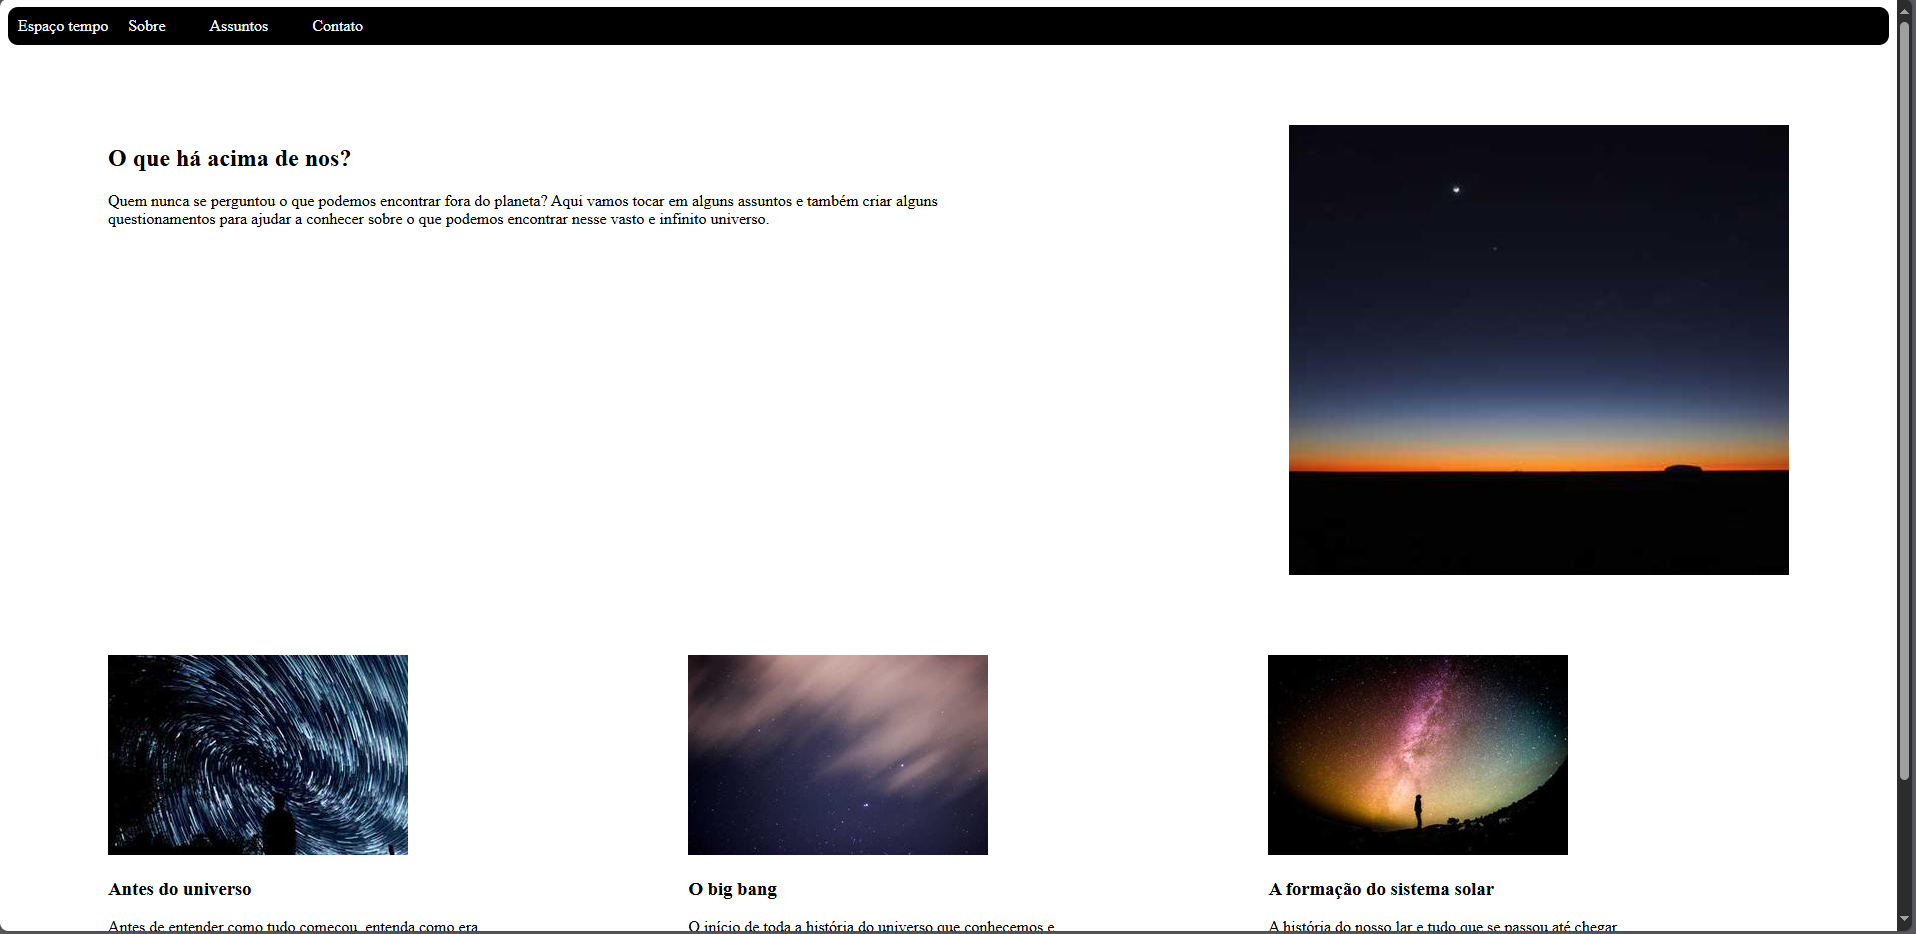 Espaço tempo Sobre Assuntos Contato
O que há acima de nos?
Quem nunca se perguntou o que podemos encontrar fora do planeta? Aqui vamos tocar em alguns assuntos e também criar alguns
questionamentos para ajudar a conhecer sobre o que podemos encontrar nesse vasto e infínito universo.
Antes do universo
Antes de entender como tudo começou, entenda como era
O big bang
O início de toda a história do universo que conhecemos e
A formação do sistema solar
A história do nosso lar e tudo que se passou até chegar